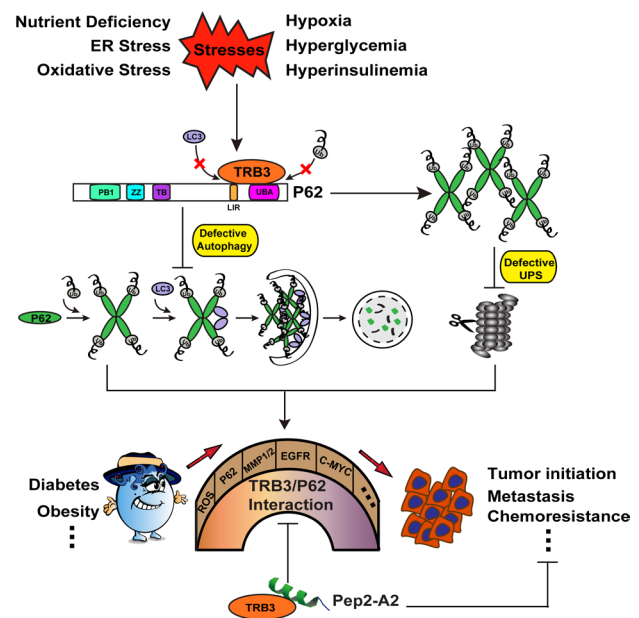 Nutrient Deficiency
ER Stress
Oxidative Stress
Stresses
Hypoxia
Hyperglycemia
Hyperinsulinemia
LC3
Ub
TRB3
PB1
ZZ
TB
LIR
UBA
P62
Defective
Autophagy
Defective
UPS
P62
Ub
LC3
ROS
P62
MMP1/2
EGFR
C-MYC
TRB3/P62
Interaction
Diabetes
Obesity
Tumor initiation
Metastasis
Chemoresistance
TRB3
Pep2-A2